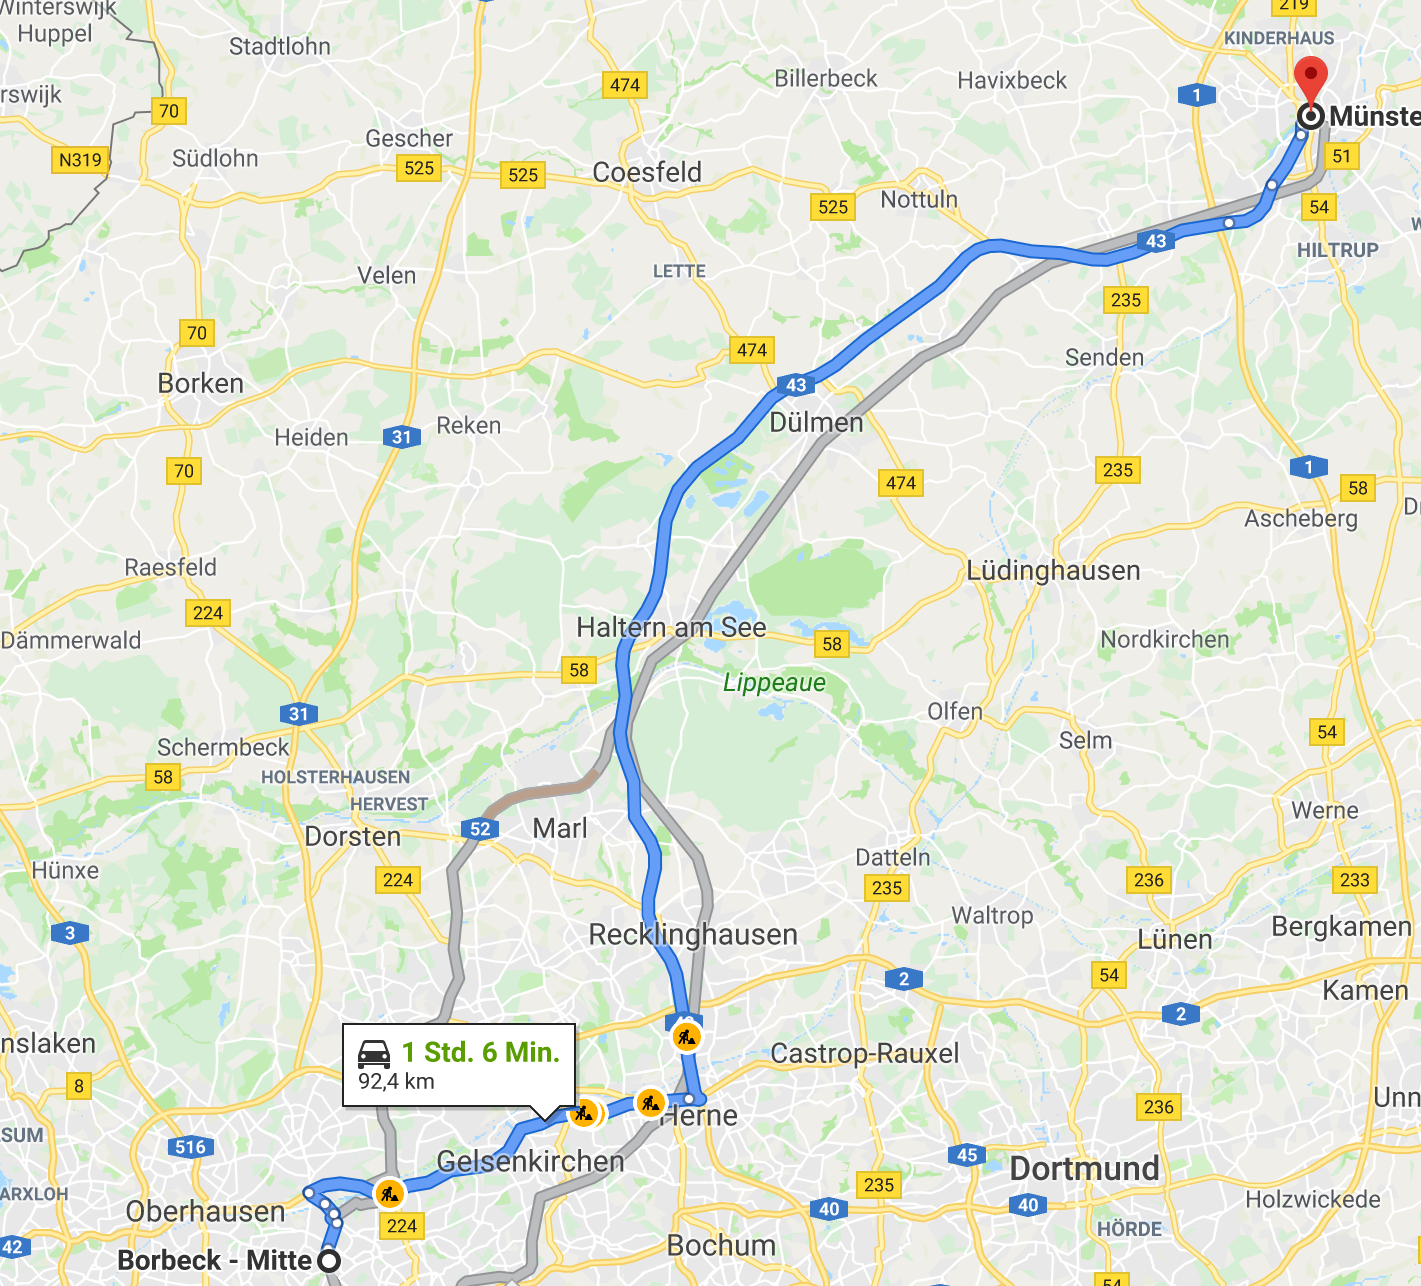 Winterswijk
Huppel
219
KINDERHAUS
Stadtlohn
474
Billerbeck
Havixbeck
1
rswijk
70
Münste
N319
Südlohn
Gescher
525
525
Coesfeld
51
525
Nottuln
54
43
HILTRUP
LETTE
Velen
235
70
474
Senden
Borken
43
Dülmen
Heiden
31
Reken
70
474
235
1
58
Ascheberg
Raesfeld
Lüdinghausen
224
Dämmerwald
Haltern am See
58
Nordkirchen
58
Lippeaue
31
Olfen
54
Schermbeck
Selm
58
HOLSTERHAUSEN
HERVEST
Werne
Dorsten
52
Marl
Datteln
Hünxe
224
235
236
233
3
Recklinghausen
Waltrop
Lünen
Bergkamen
2
54
2
Kamen
nslaken
1 Std. 6 Min.
92,4 km
Castrop-Rauxel
8
Unn
236
Herne
SUM
516
Gelsenkirchen
45
Dortmund
ARXLOH
235
Oberhausen
224
40
40
Holzwickede
HÖRDE
42
Borbeck - Mitte
Bochum
54